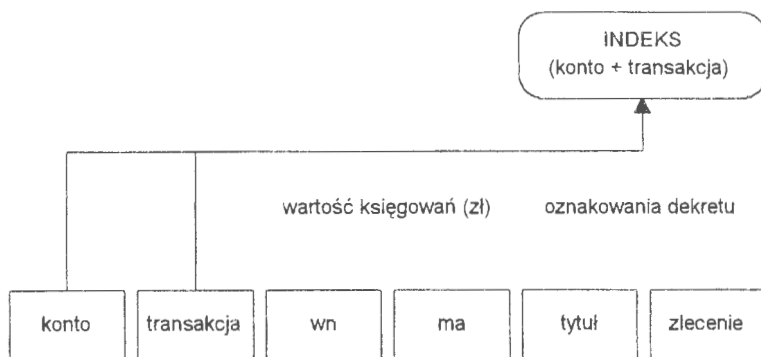 INDEKS
(konto + transakcja)
wartość księgowań (zł) oznakowania dekretu
konto transakcja wn ma tytuł zlecenie